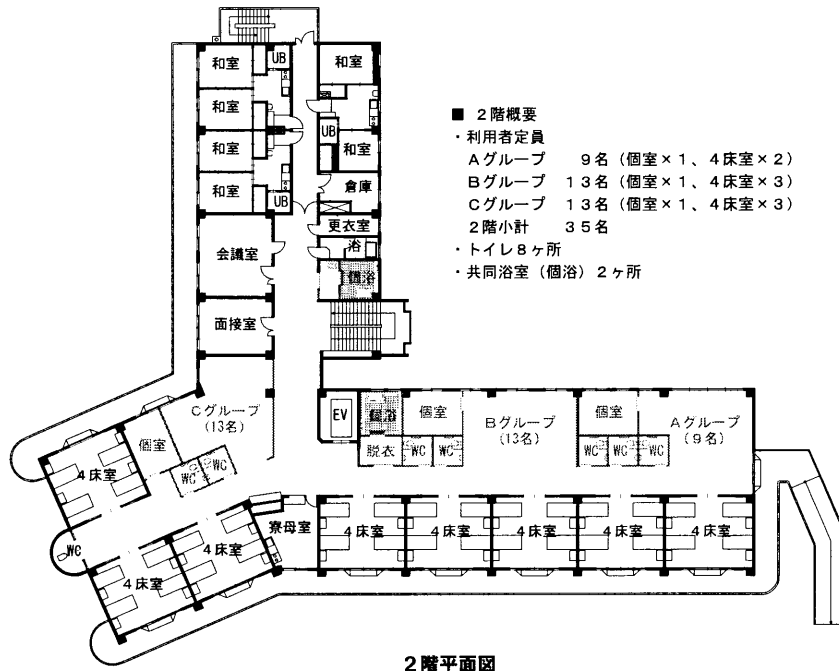 ■ 2階概要
・利用者定員
Aグループ 9名（個室×1、4床室×2）
Bグループ 13名（個室×1、4床室×3）
Cグループ 13名（個室×1、4床室×3）
2階小計 35名
・トイレ8ヶ所
・共同浴室（個浴）2ヶ所
和室
UB
和室
和室
和室
和室
UB
UB
和室
和室
倉庫
更衣室
浴
個浴
会議室
面接室
Cグループ
(13名)
個室
WC
WC
4床室
WC
4床室
4床室
寮母室
EV
個浴
脱衣
WC
WC
個室
Bグループ
(13名)
個室
WC
WC
WC
Aグループ
(9名)
4床室
4床室
4床室
4床室
4床室
2階平面図